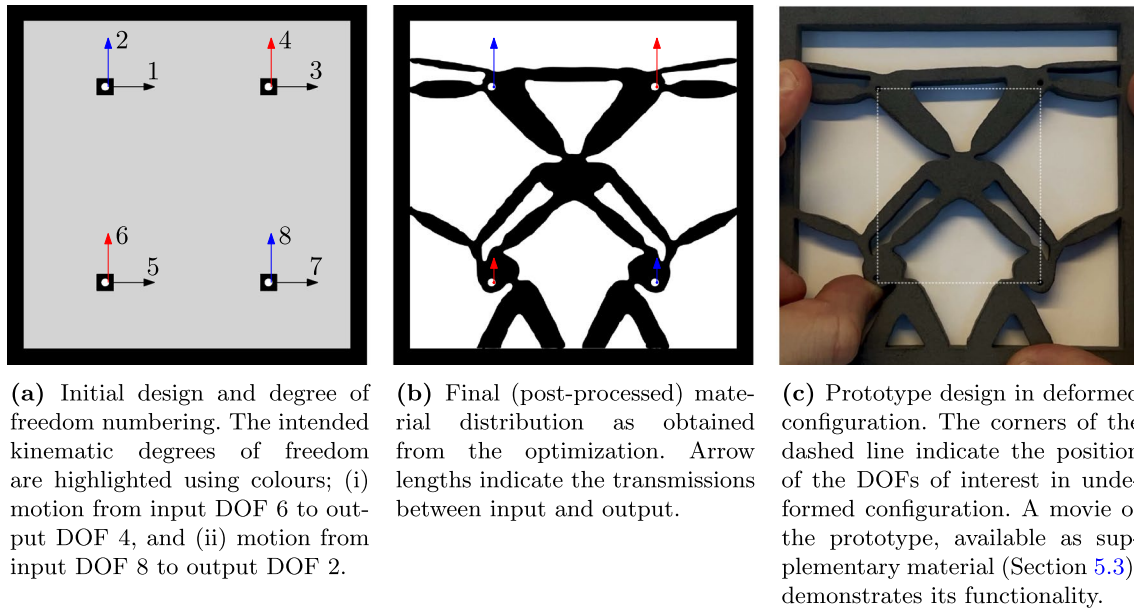 2
4
1
3
6
8
5
7
(a) Initial design and degree of
freedom numbering. The intended
kinematic degrees of freedom
are highlighted using colours; (i)
motion from input DOF 6 to out-
put DOF 4, and (ii) motion from
input DOF 8 to output DOF 2.
(b) Final (post-processed) mate-
rial distribution as obtained
from the optimization. Arrow
lengths indicate the transmissions
between input and output.
(c) Prototype design in deformed
configuration. The corners of the
dashed line indicate the position
of the DOFs of interest in unde-
formed configuration. A movie o
the prototype, available as sup-
plementary material (Section 5.3)
demonstrates its functionality.